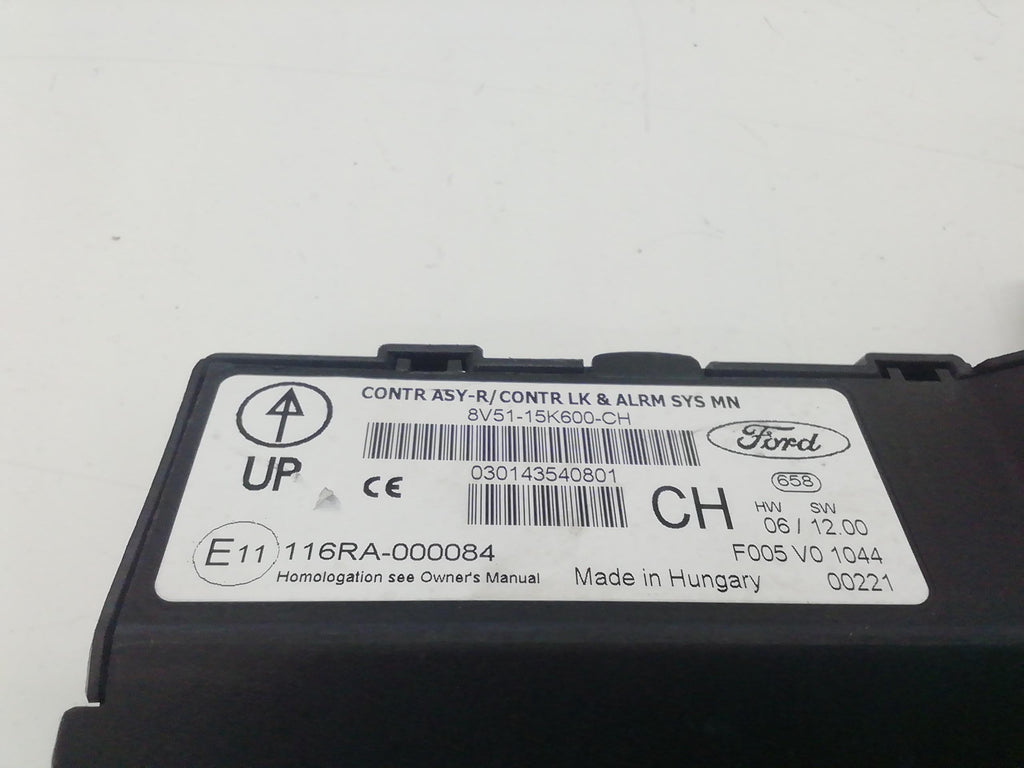 CONTR ASY-R/CONTR LK & ALRM SYS MN
8V51-15K600-CH
Ford
UP
CE
030143540801
CH
658
HW SW
06 / 12.00
E11 116RA-000084
F005 V0 1044
Homologation see Owner's Manual
Made in Hungary
00221